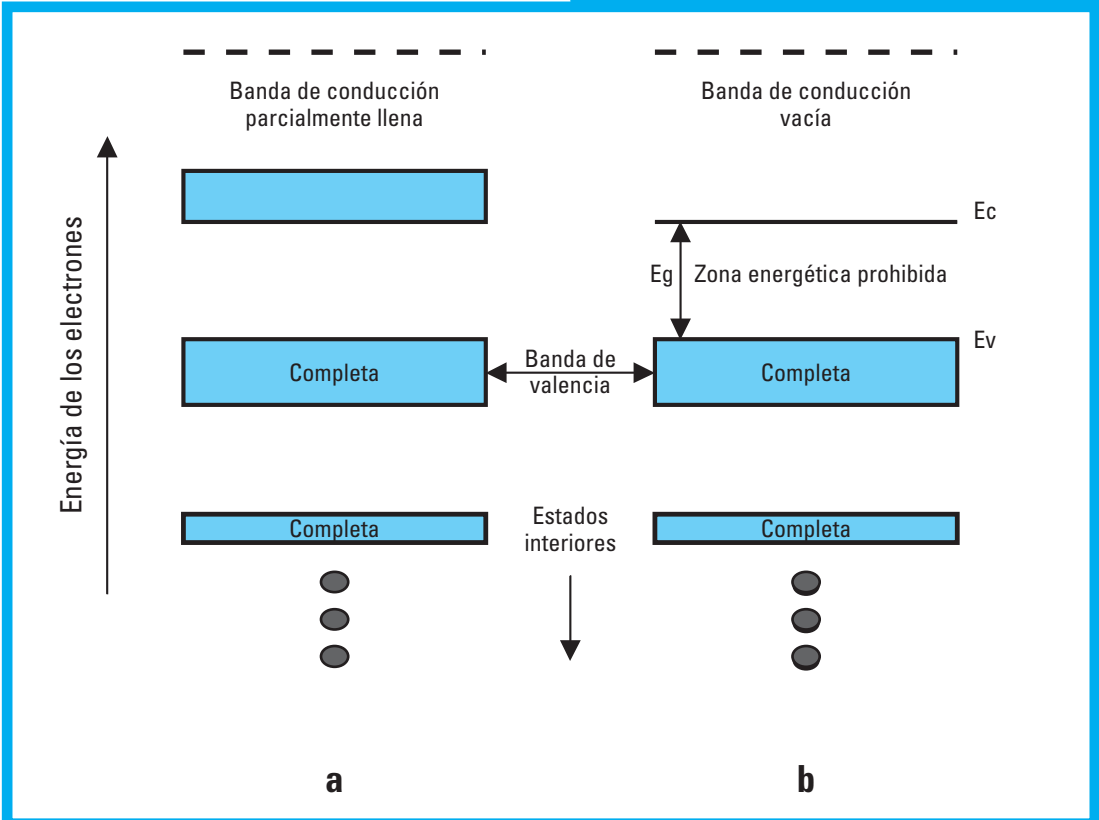 Banda de conducción
parcialmente llena
Banda de conducción
vacía
Energía de los electrones
Ec
Eg
Zona energética prohibida
Ev
Completa
Banda de
valencia
Completa
Completa
Estados
interiores
Completa
a
b